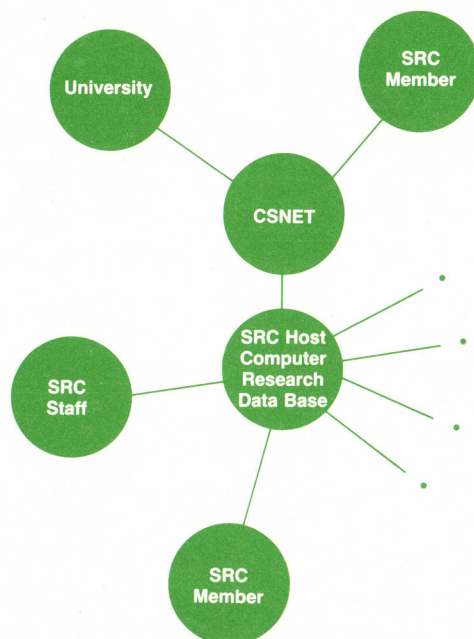 University
SRC
Member
CSNET
SRC Host
Computer
Research
Data Base
SRC
Staff
SRC
Member